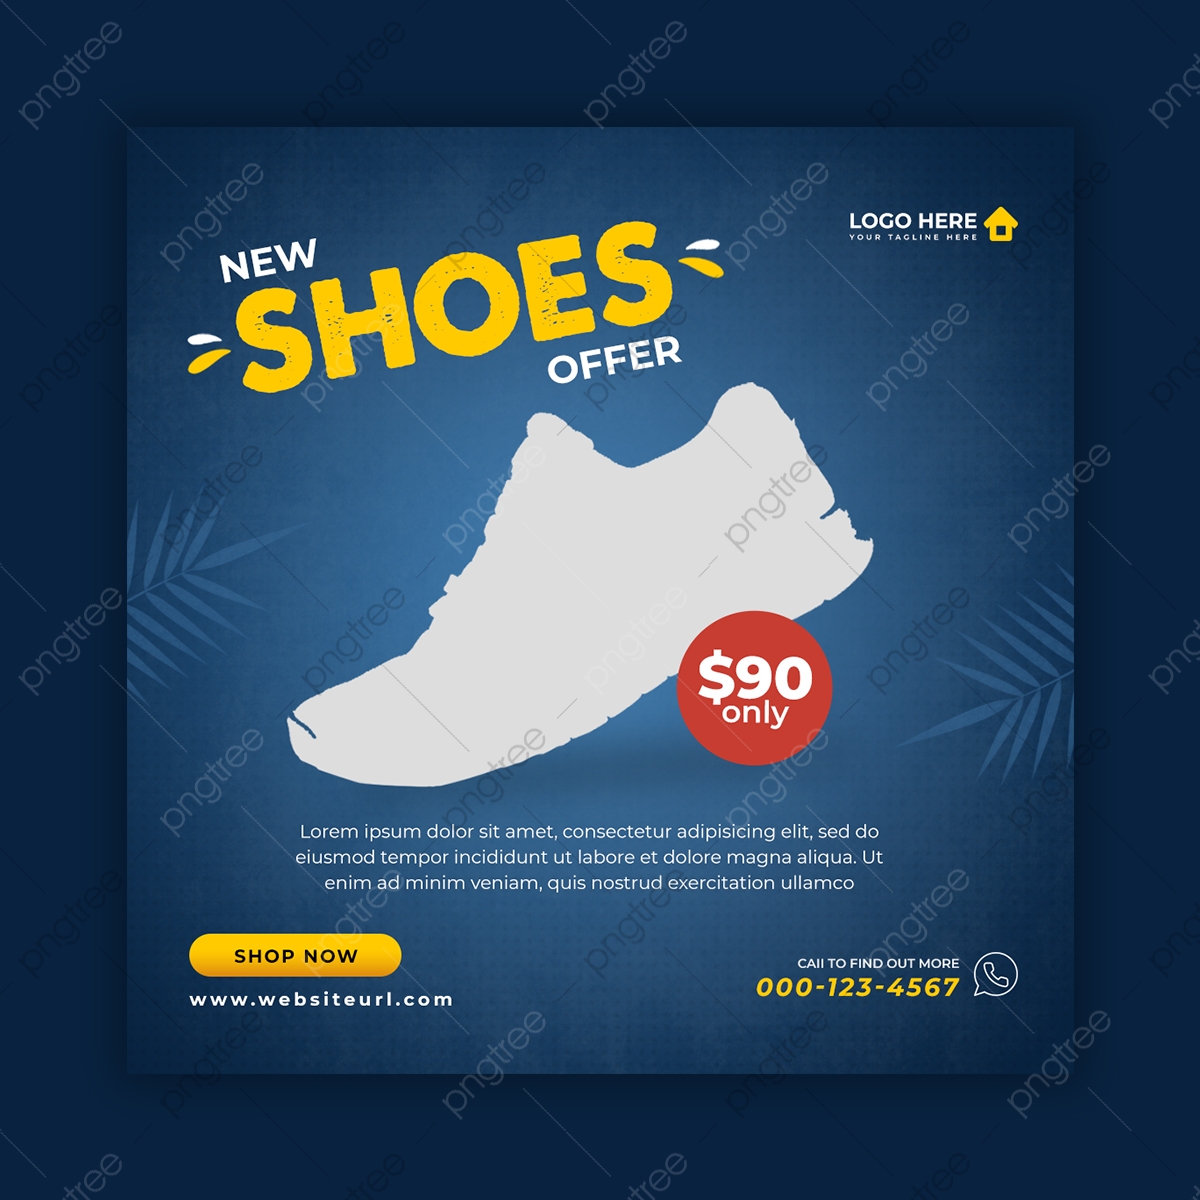 NEW
SHOES
OFFER
LOGO HERE
YOUR TAGLINE HERE
$90
only
Lorem ipsum dolor sit amet, consectetur adipisicing elit, sed do
eiusmod tempor incididunt ut labore et dolore magna aliqua. Ut
enim ad minim veniam, quis nostrud exercitation ullamco
SHOP NOW
www.websiteurl.com
CAll TO FIND OUT MORE
000-123-4567
pngtree